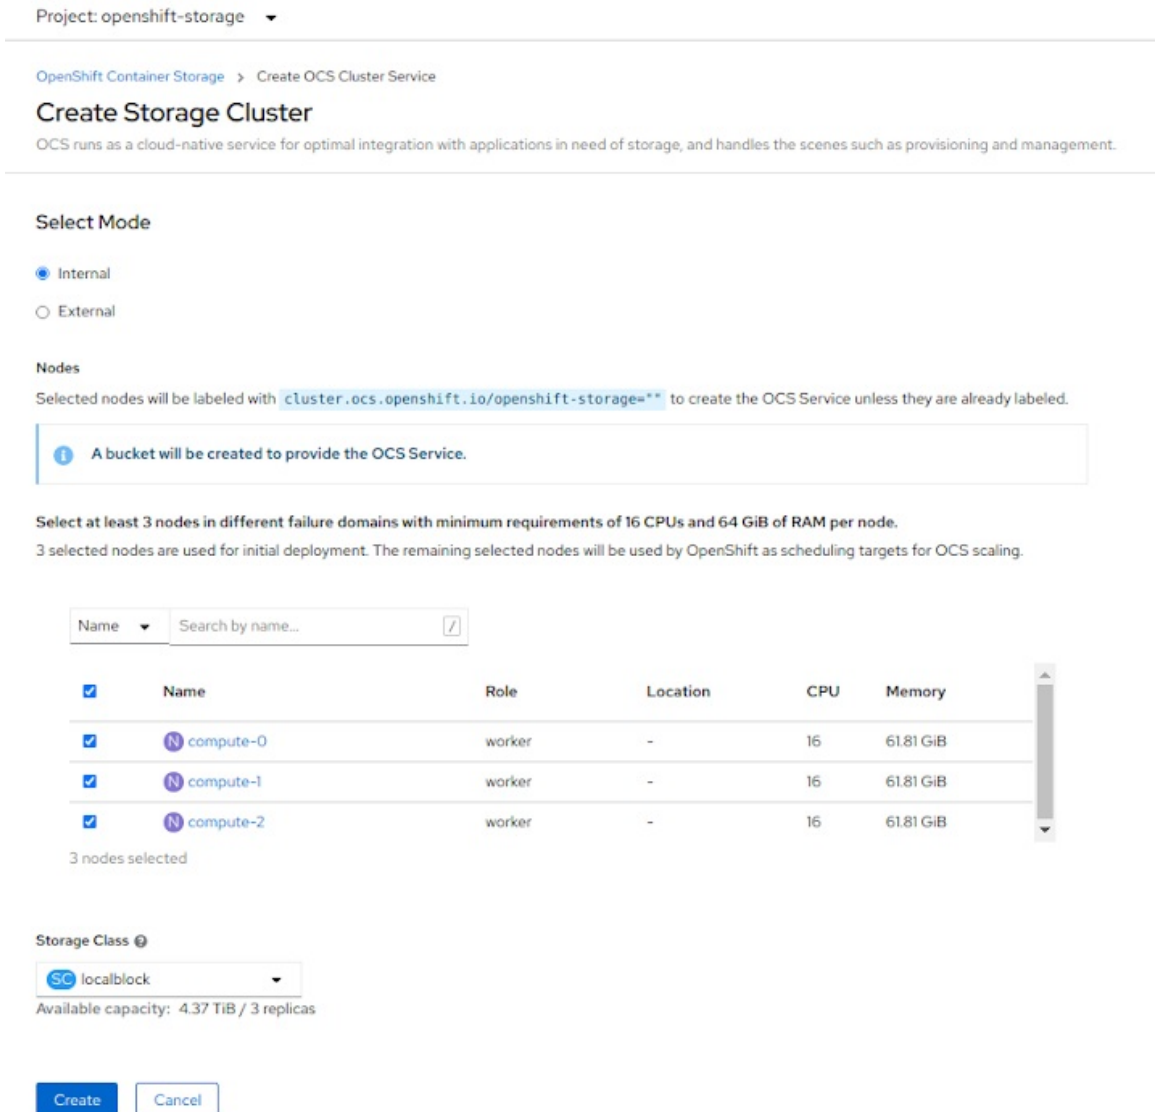 Project: openshift-storage
OpenShift Container Storage > Create OCS Cluster Service
Create Storage Cluster
OCS runs as a cloud-native service for optimal integration with applications in need of storage, and handles the scenes such as provisioning and management.
Select Mode
Internal
External
Nodes
Selected nodes will be labeled with cluster.ocs.openshift.io/openshift-storage="" to create the OCS Service unless they are already labeled.
A bucket will be created to provide the OCS Service.
Select at least 3 nodes in different failure domains with minimum requirements of 16 CPUs and 64 GiB of RAM per node.
3 selected nodes are used for initial deployment. The remaining selected nodes will be used by OpenShift as scheduling targets for OCS scaling.
Name Search by name... /
Name Role Location CPU Memory
N compute-0 worker - 16 61.81 GiB
N compute-1 worker - 16 61.81 GiB
N compute-2 worker - 16 61.81 GiB
3 nodes selected
Storage Class
SC localblock
Available capacity: 4.37 TiB / 3 replicas
Create Cancel